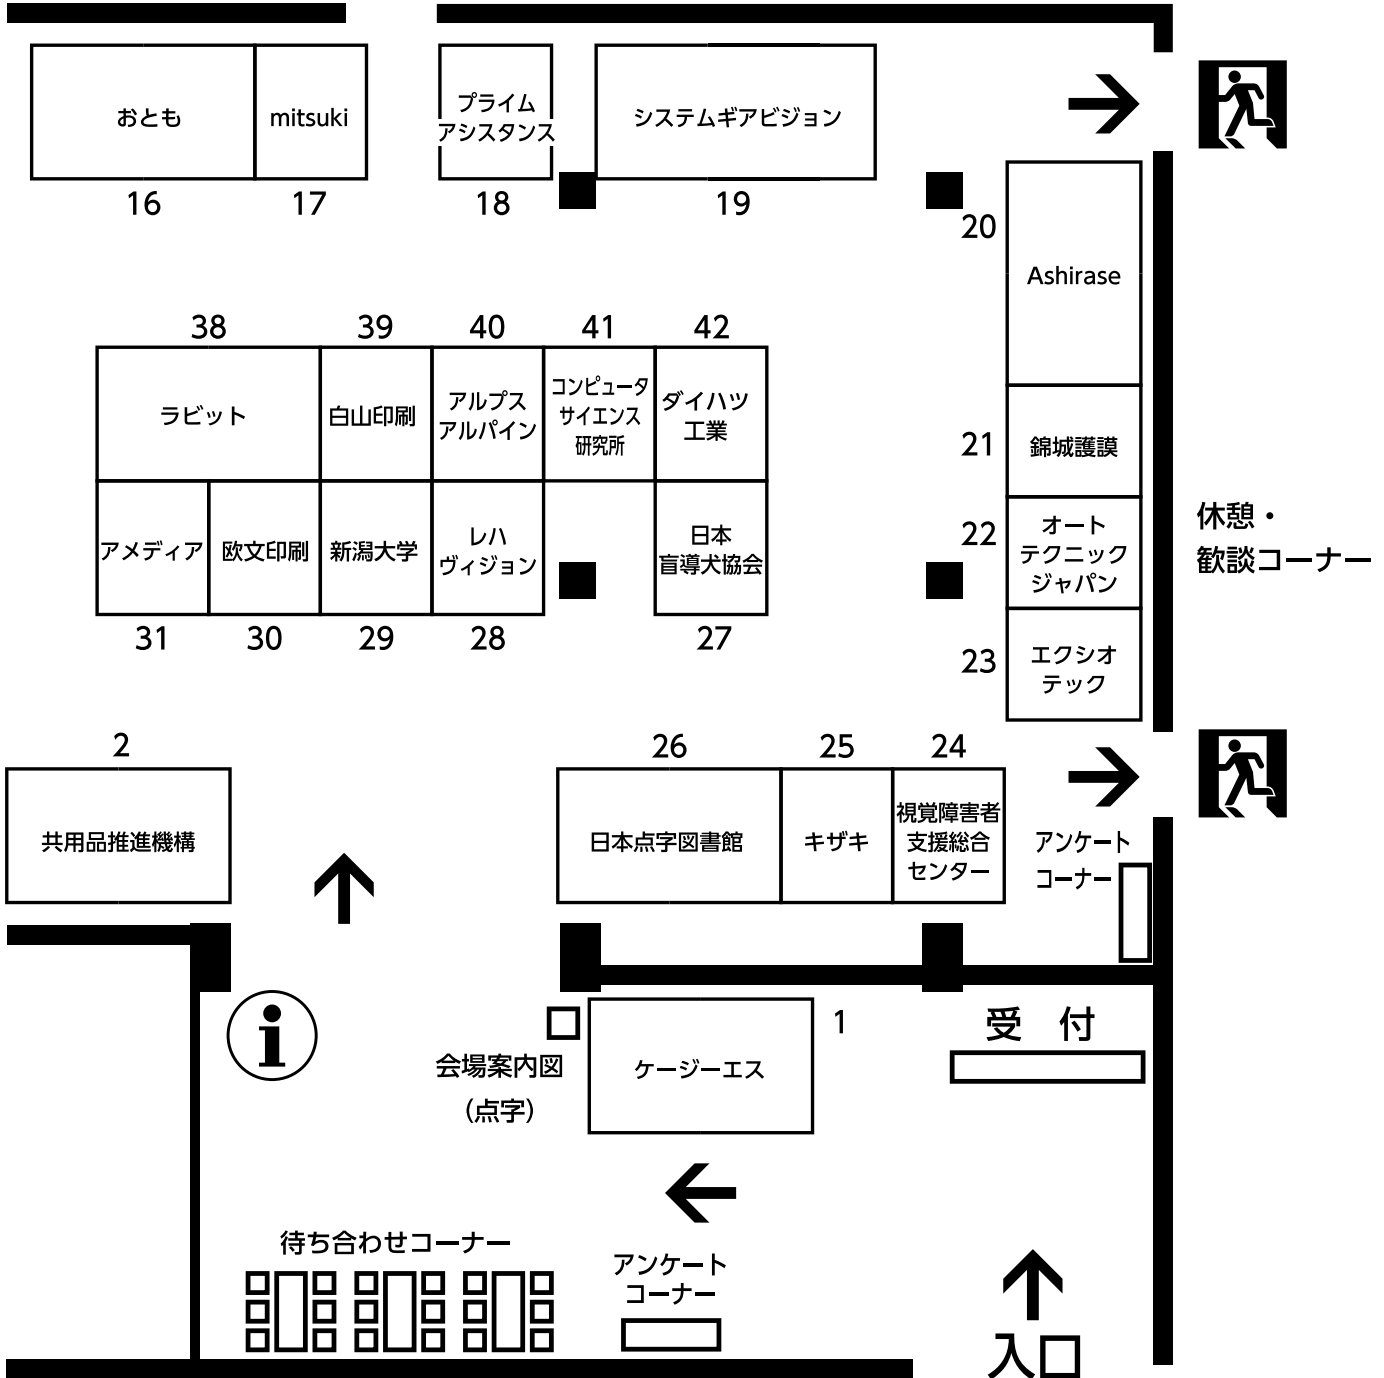 おとも
16
mitsuki
17
プライム
アシスタンス
18
システムギアビジョン
19
20
Ashirase
38
ラビット
39
白山印刷
40
アルプス
アルパイン
41
コンピュータ
サイエンス
研究所
42
ダイハツ
工業
21
錦城護謨
22
オート
テクニック
ジャパン
23
エクシオ
テック
休憩・
歓談コーナー
アメディア
31
欧文印刷
30
新潟大学
29
レハ
ヴィジョン
28
日本
盲導犬協会
27
2
共用品推進機構
26
日本点字図書館
25
キザキ
24
視覚障害者
支援総合
センター
アンケート
コーナー
i
会場案内図
（点字）
ケージーエス
1
受　付
待ち合わせコーナー
アンケート
コーナー
入口